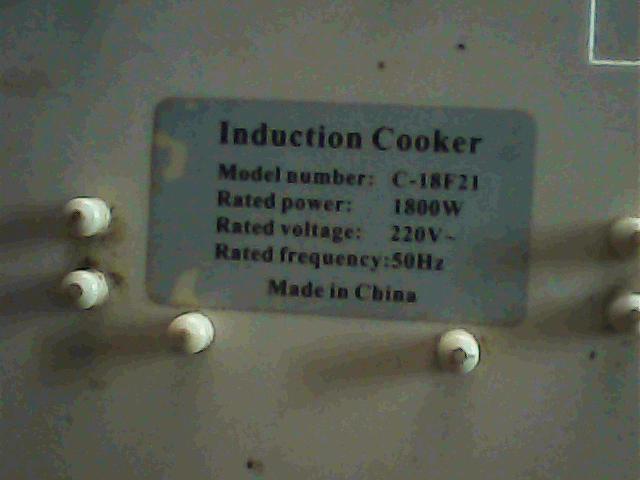 Induction Cooker
Model number: C-18F21
Rated power: 1800W
Rated voltage: 220V~
Rated frequency:50Hz
Made in China